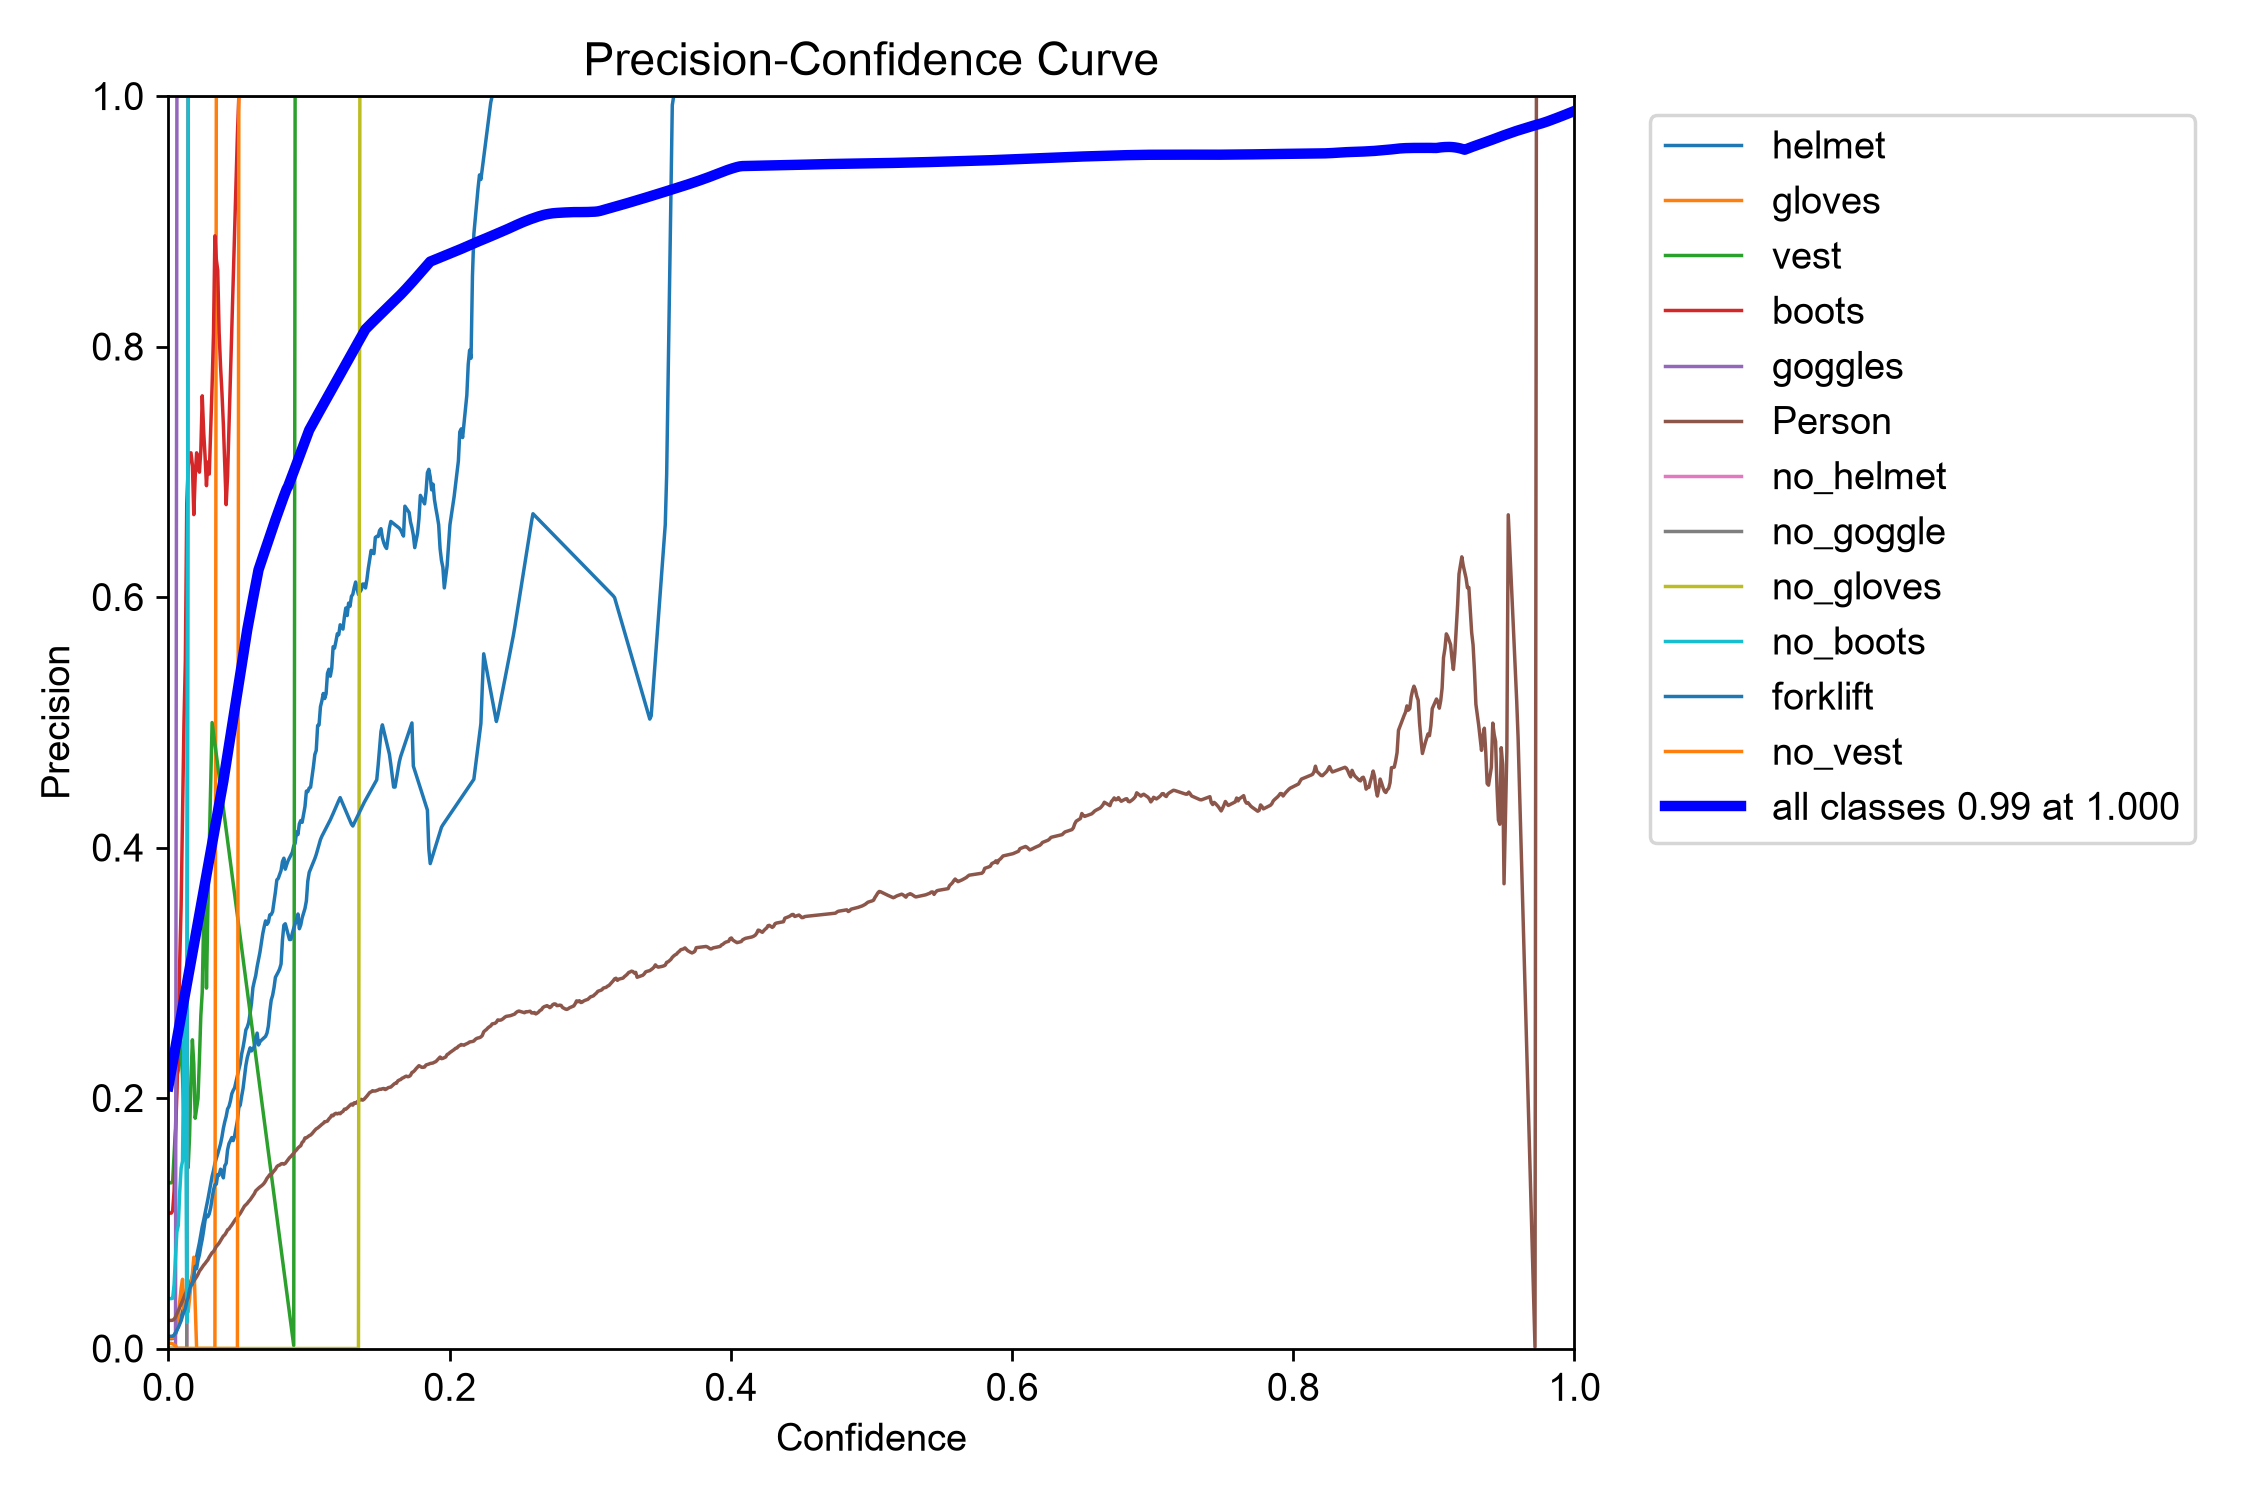 Precision-Confidence Curve
1.0
0.8
0.6
0.4
0.2
0.0
Precision
0.0 0.2 0.4 0.6 0.8 1.0
Confidence
helmet
gloves
vest
boots
goggles
Person
no_helmet
no_goggle
no_gloves
no_boots
forklift
no_vest
all classes 0.99 at 1.000